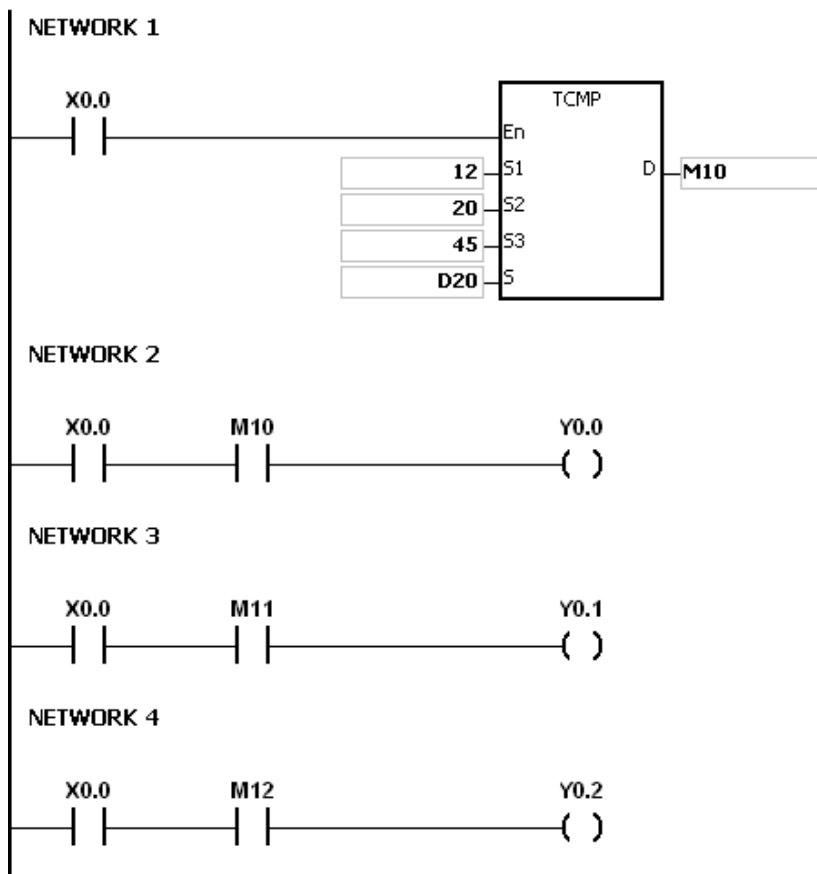 NETWORK 1
X0.0
TCMP
En
12 S1 D M10
20 S2
45 S3
D20 S
NETWORK 2
X0.0 M10 Y0.0
NETWORK 3
X0.0 M11 Y0.1
NETWORK 4
X0.0 M12 Y0.2